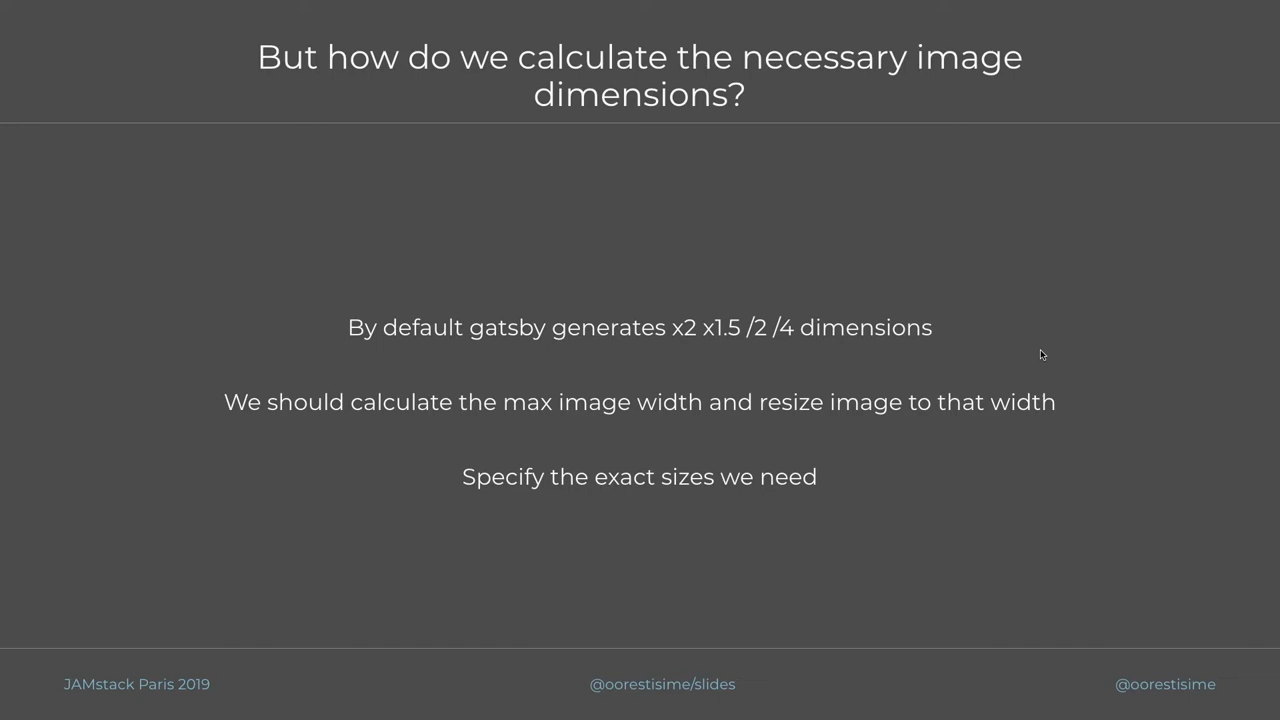 But how do we calculate the necessary image
dimensions?
By default gatsby generates x2 x1.5 /2 /4 dimensions
We should calculate the max image width and resize image to that width
Specify the exact sizes we need
JAMstack Paris 2019
@oorestisime/slides
@oorestisime